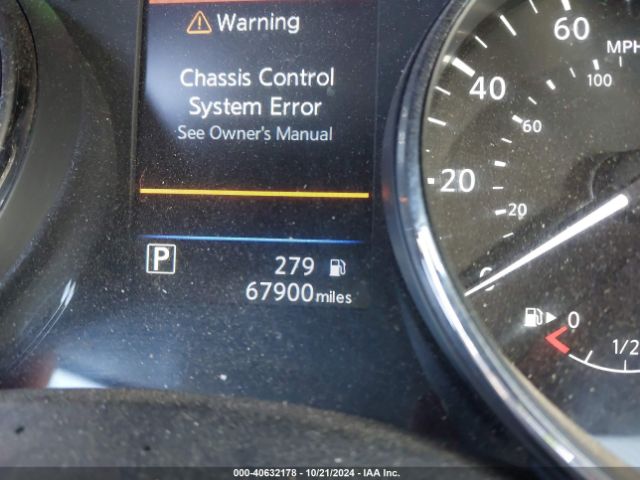 Warning
Chassis Control
System Error
See Owner's Manual
P
279
67900 miles
60
MPH
100
40
60
20
20
0
0
1/2
000-40632178 - 10/21/2024 - IAA Inc.